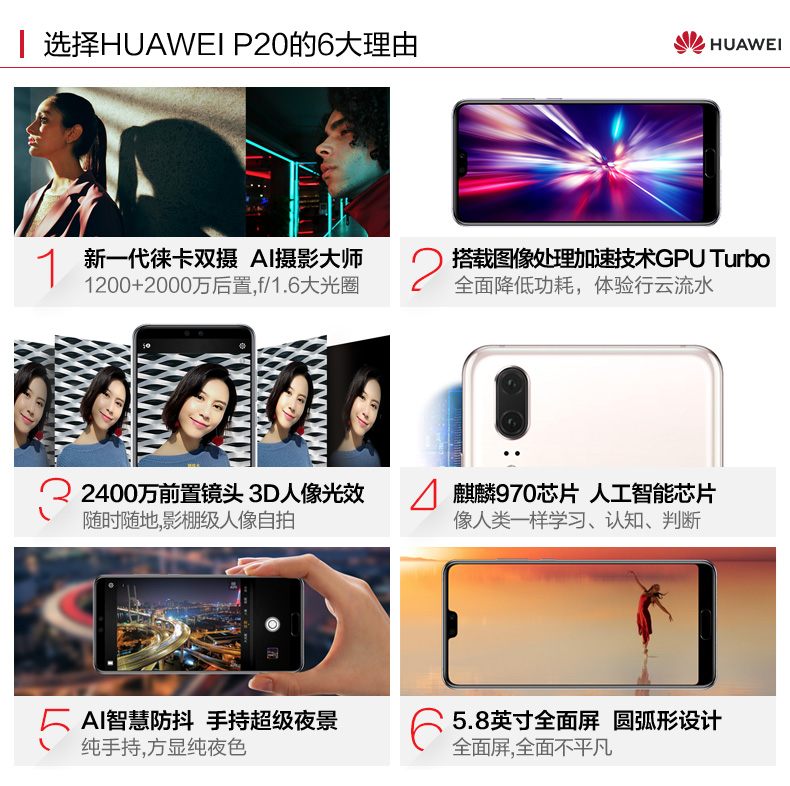 选择HUAWEI P20的6大理由
HUAWEI
1
新一代徕卡双摄 AI摄影大师
1200+2000万后置,f/1.6大光圈
2
搭载图像处理加速技术GPU Turbo
全面降低功耗，体验行云流水
3
2400万前置镜头 3D人像光效
随时随地,影棚级人像自拍
4
麒麟970芯片 人工智能芯片
像人类一样学习、认知、判断
5
AI智慧防抖 手持超级夜景
纯手持,方显纯夜色
6
5.8英寸全面屏 圆弧形设计
全面屏,全面不平凡